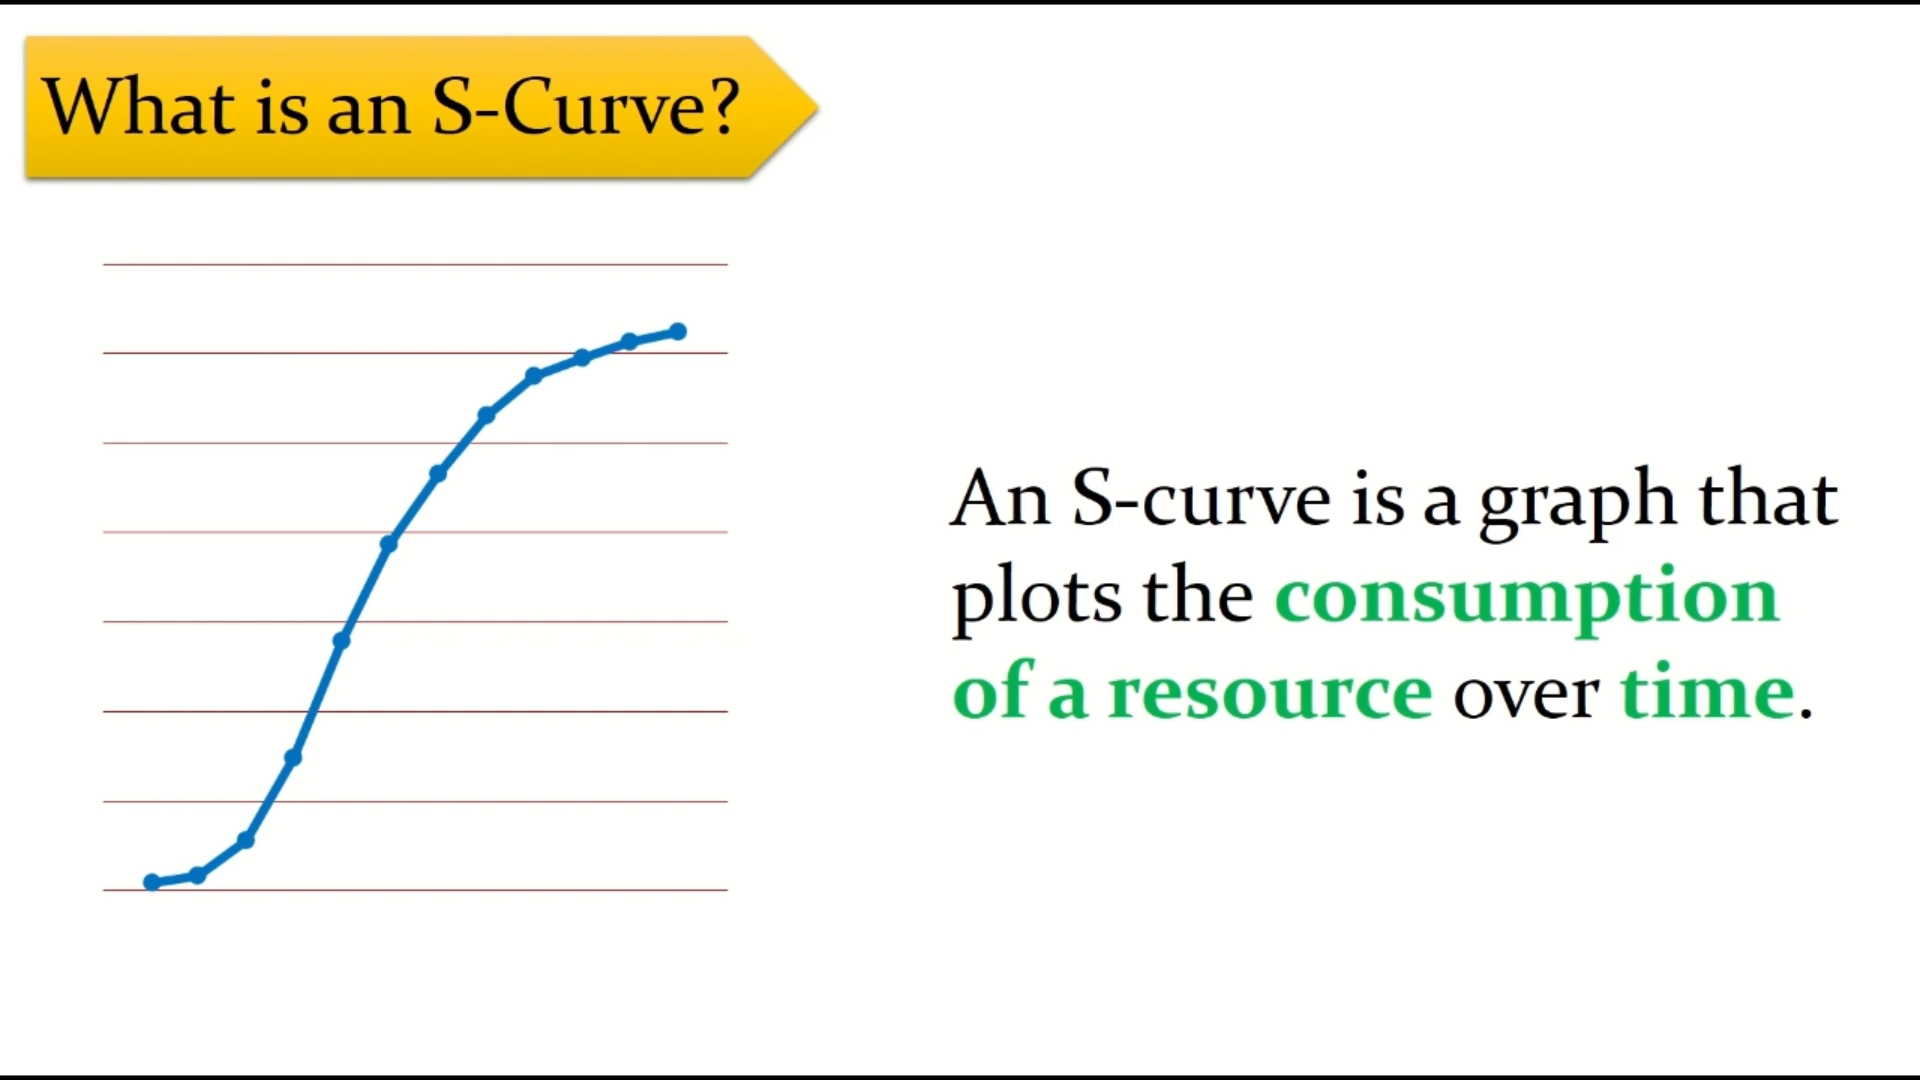 What is an S-Curve?
An S-curve is a graph that
plots the consumption
of a resource over time.